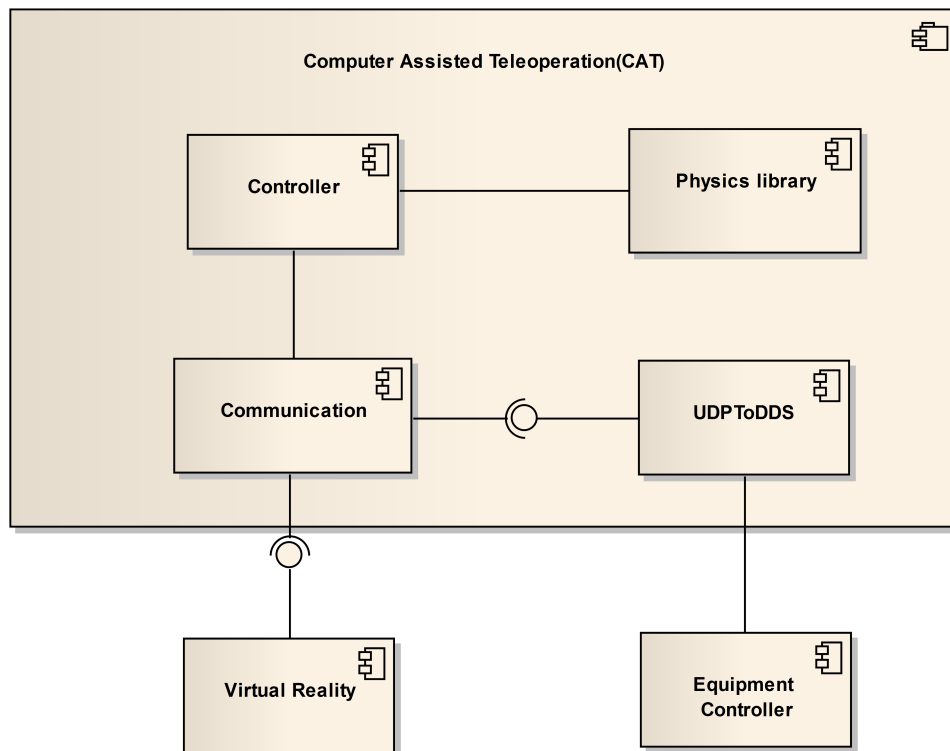 Computer Assisted Teleoperation(CAT)
Controller
Physics library
Communication
UDPToDDS
Virtual Reality
Equipment
Controller